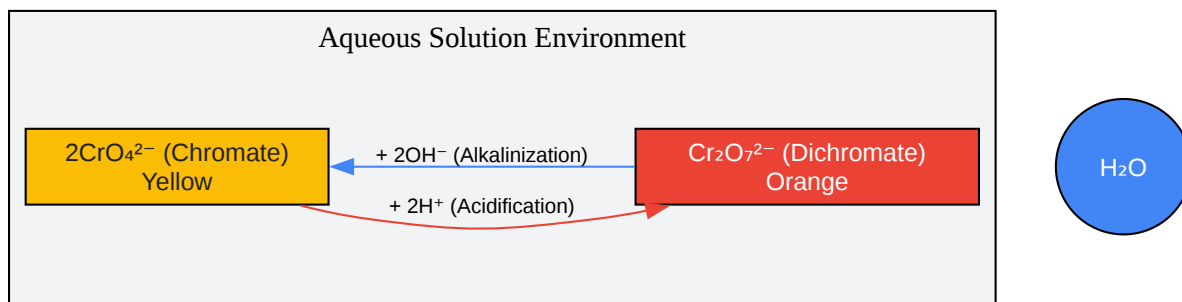 Aqueous Solution Environment
2CrO₄²⁻ (Chromate)
Yellow
+ 2OH⁻ (Alkalinization)
+ 2H⁺ (Acidification)
Cr₂O₇²⁻ (Dichromate)
Orange
H₂O